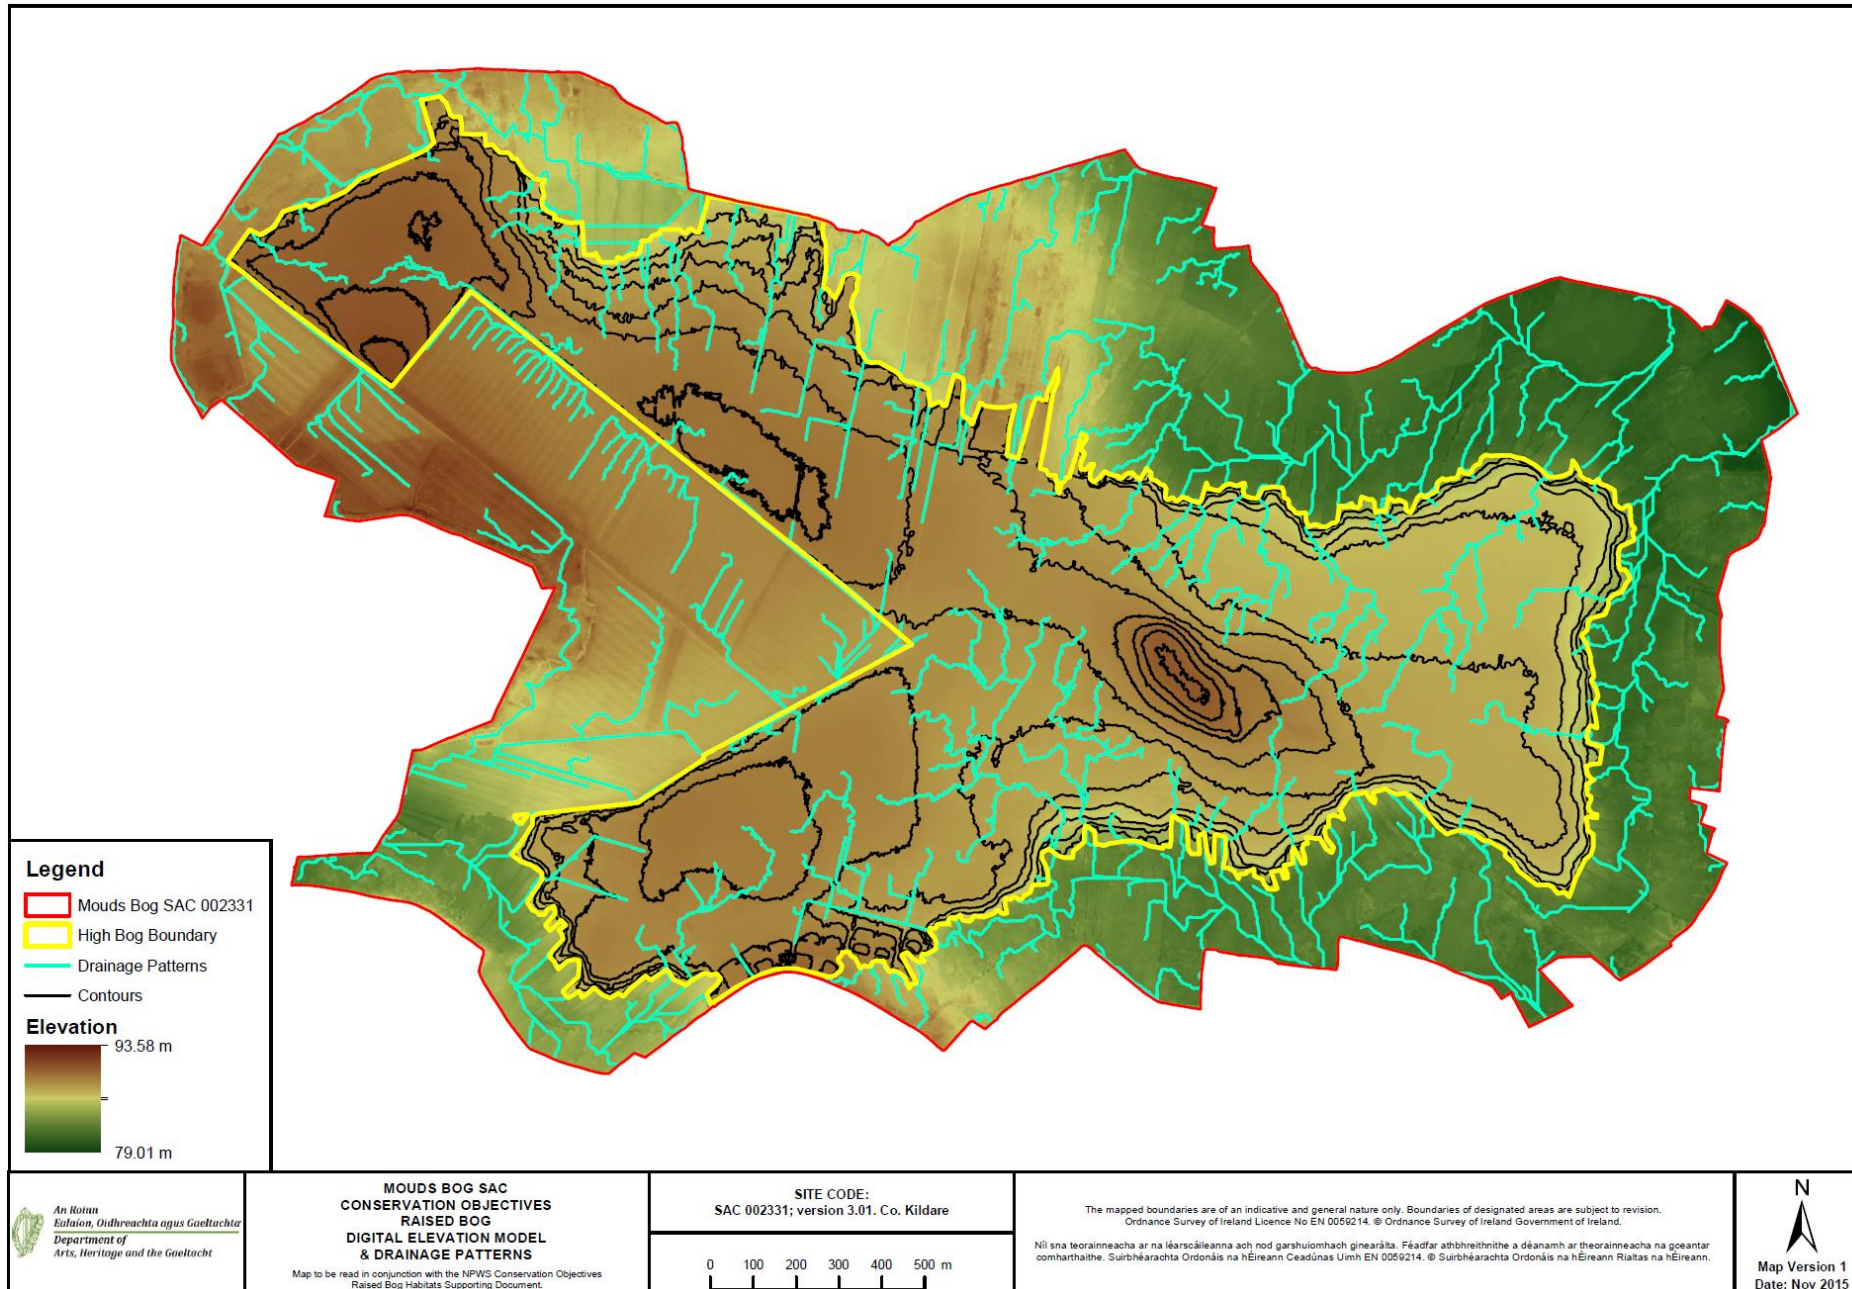 Legend
Mouds Bog SAC 002331
High Bog Boundary
Drainage Patterns
Contours
Elevation
93.58 m
79.01 m
An Roinn
Ealaíon, Oidhreachta agus Gaeltachta
Department of
Arts, Heritage and the Gaeltacht
MOUDS BOG SAC
CONSERVATION OBJECTIVES
RAISED BOG
DIGITAL ELEVATION MODEL
& DRAINAGE PATTERNS
Map to be read in conjunction with the NPWS Conservation Objectives
Raised Bog Habitats Supporting Document.
SITE CODE:
SAC 002331; version 3.01. Co. Kildare
0 100 200 300 400 500 m
The mapped boundaries are of an indicative and general nature only. Boundaries of designated areas are subject to revision.
Ordnance Survey of Ireland Licence No EN 0059214. © Ordnance Survey of Ireland Government of Ireland.
Níl sna teorainneacha ar na léarscáileanna ach nod garshuiomhach ginearálta. Féadfar athbhreithnithe a déanamh ar theorainneacha na gceantar
comharthaithe. Suirbhéarachta Ordonáis na hÉireann Ceadúnas Uimh EN 0059214. © Suirbhéarachta Ordonáis na hÉireann Rialtas na hÉireann.
N
Map Version 1
Date: Nov 2015